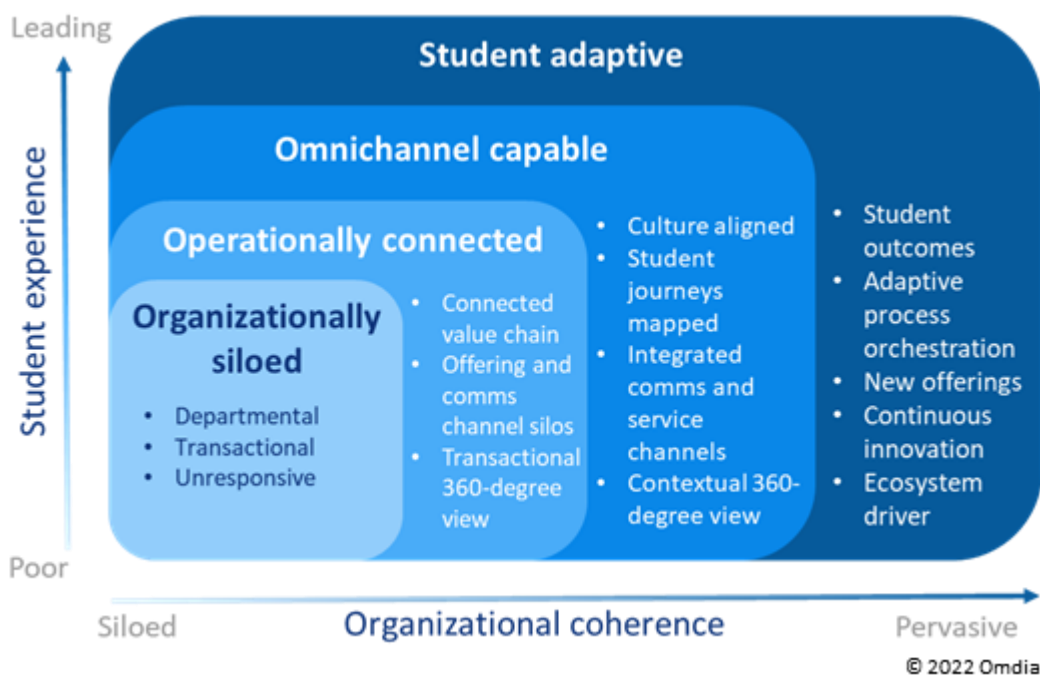 Leading
Student adaptive
Omnichannel capable
Operationally connected
Organizationally
siloed
• Departmental
• Transactional
• Unresponsive
• Connected
value chain
• Offering and
comms
channel silos
• Transactional
360-degree
view
• Culture aligned
• Student
journeys
mapped
• Integrated
comms and
service
channels
• Contextual 360-
degree view
• Student
outcomes
• Adaptive
process
orchestration
• New offerings
• Continuous
innovation
• Ecosystem
driver
Student experience
Poor
Siloed
Organizational coherence
Pervasive
© 2022 Omdia